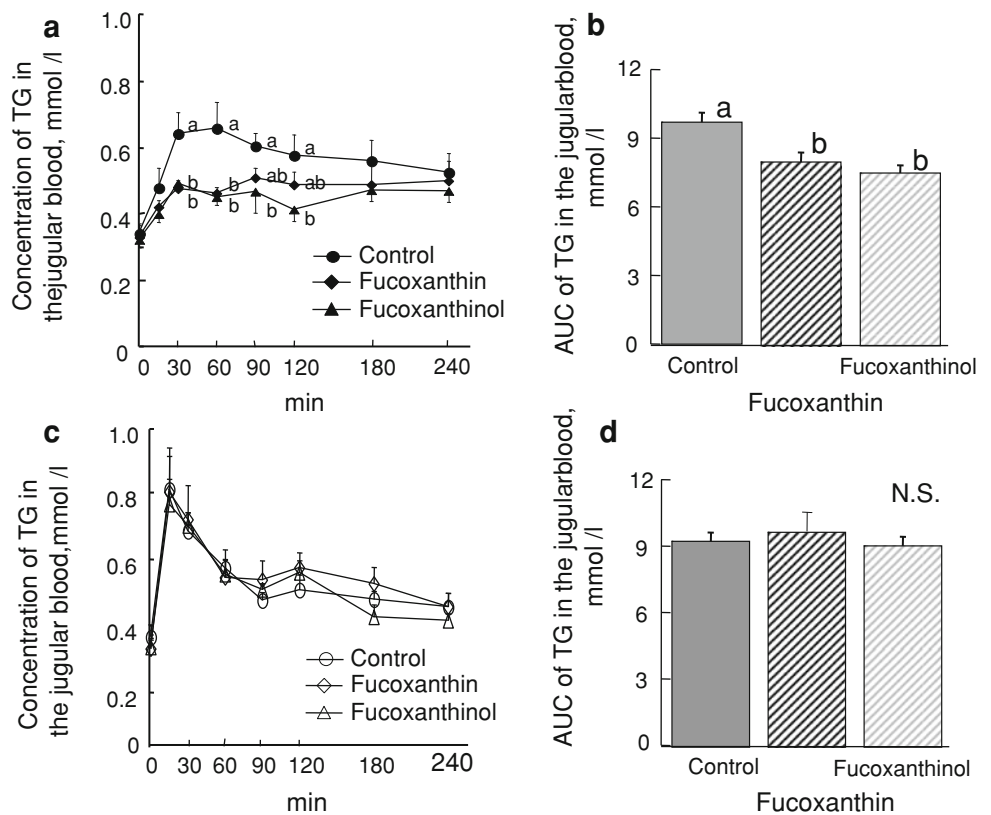 a
Concentration of TG in
thejugular blood, mmol /l
1.0
0.8
0.6
0.4
0.2
0
a
a
a
a
b
b
ab
ab
b
b
b
b
Control
Fucoxanthin
Fucoxanthinol
0 30 60 90 120 180 240
min
b
AUC of TG in the jugularblood,
mmol /l
12
9
6
3
0
a
b
b
Control
Fucoxanthinol
Fucoxanthin
c
Concentration of TG in
the jugular blood,mmol /l
1.0
0.8
0.6
0.4
0.2
0
Control
Fucoxanthin
Fucoxanthinol
0 30 60 90 120 180 240
min
d
AUC of TG in the jugularblood,
mmol /l
12
9
6
3
0
N.S.
Control
Fucoxanthinol
Fucoxanthin